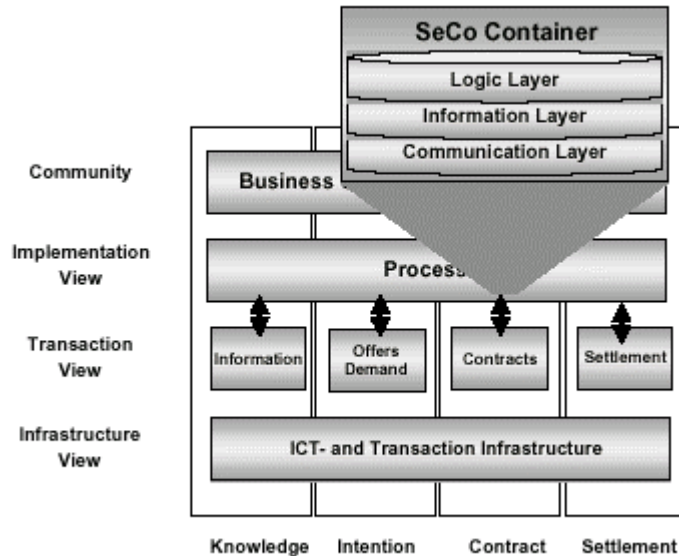 SeCo Container
Logic Layer
Information Layer
Communication Layer
Community
Business
Implementation
View
Process
Transaction
View
Information
Offers
Demand
Contracts
Settlement
Infrastructure
View
ICT- and Transaction Infrastructure
Knowledge Intention Contract Settlement